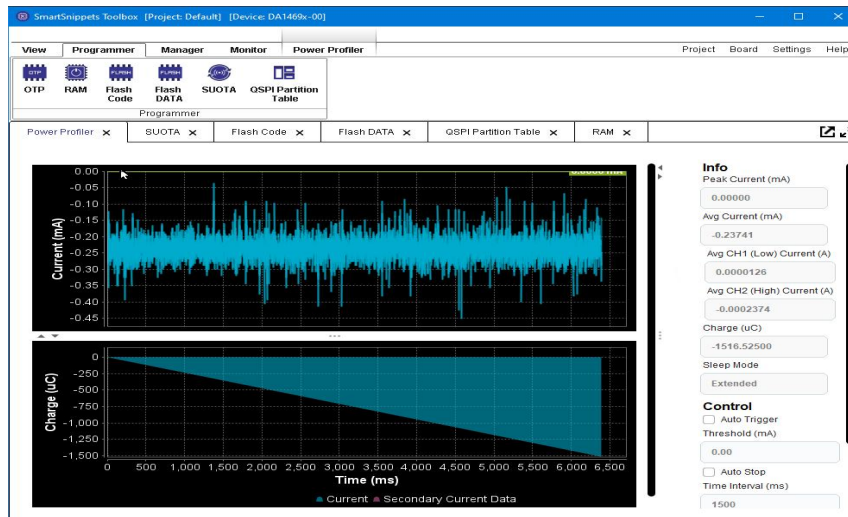 SmartSnippets Toolbox [Project: Default] [Device: DA1469x-00]
View Programmer Manager Monitor Power Profiler Project Board Settings Help
OTP RAM Flash Code Flash DATA SUOTA QSPI Partition Table
Programmer
Power Profiler SUOTA Flash Code Flash DATA QSPI Partition Table RAM
Current (mA)
0.00
-0.05
-0.10
-0.15
-0.20
-0.25
-0.30
-0.35
-0.40
-0.45
Charge (uC)
0
-250
-500
-750
-1,000
-1,250
-1,500
0 500 1,000 1,500 2,000 2,500 3,000 3,500 4,000 4,500 5,000 5,500 6,000 6,500
Time (ms)
Current Secondary Current Data
Info
Peak Current (mA)
0.00000
Avg Current (mA)
-0.23741
Avg CH1 (Low) Current (A)
0.0000126
Avg CH2 (High) Current (A)
-0.0002374
Charge (uC)
-1516.52500
Sleep Mode
Extended
Control
Auto Trigger
Threshold (mA)
0.00
Auto Stop
Time Interval (ms)
1500